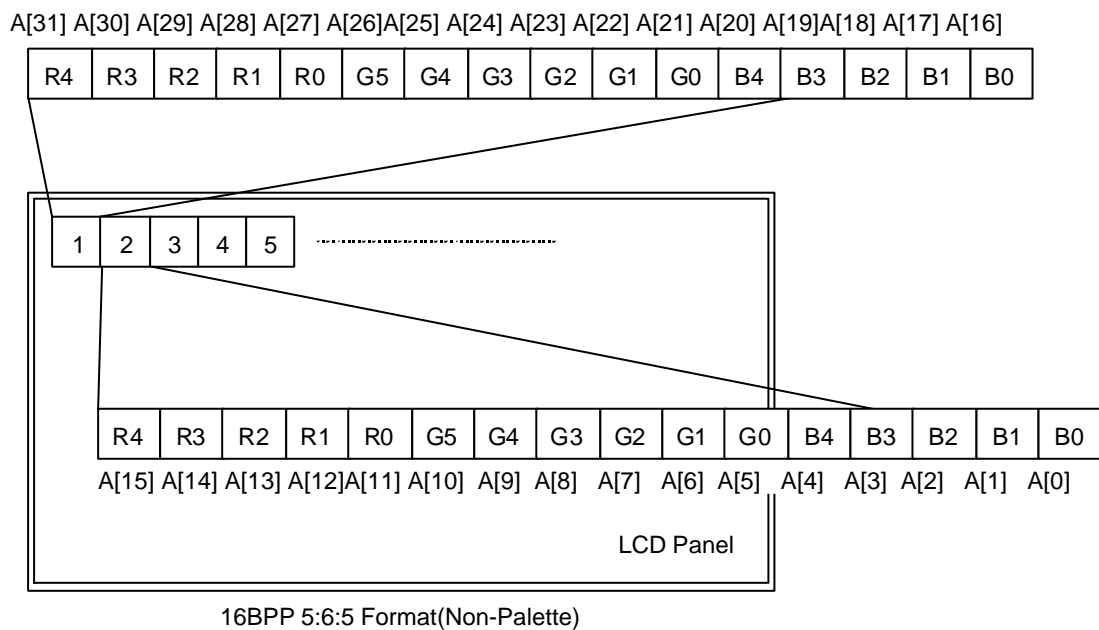 A[31] A[30] A[29] A[28] A[27] A[26]A[25] A[24] A[23] A[22] A[21] A[20] A[19]A[18] A[17] A[16]
R4 R3 R2 R1 R0 G5 G4 G3 G2 G1 G0 B4 B3 B2 B1 B0
1 2 3 4 5
R4 R3 R2 R1 R0 G5 G4 G3 G2 G1 G0 B4 B3 B2 B1 B0
A[15] A[14] A[13] A[12]A[11] A[10] A[9] A[8] A[7] A[6] A[5] A[4] A[3] A[2] A[1] A[0]
LCD Panel
16BPP 5:6:5 Format(Non-Palette)